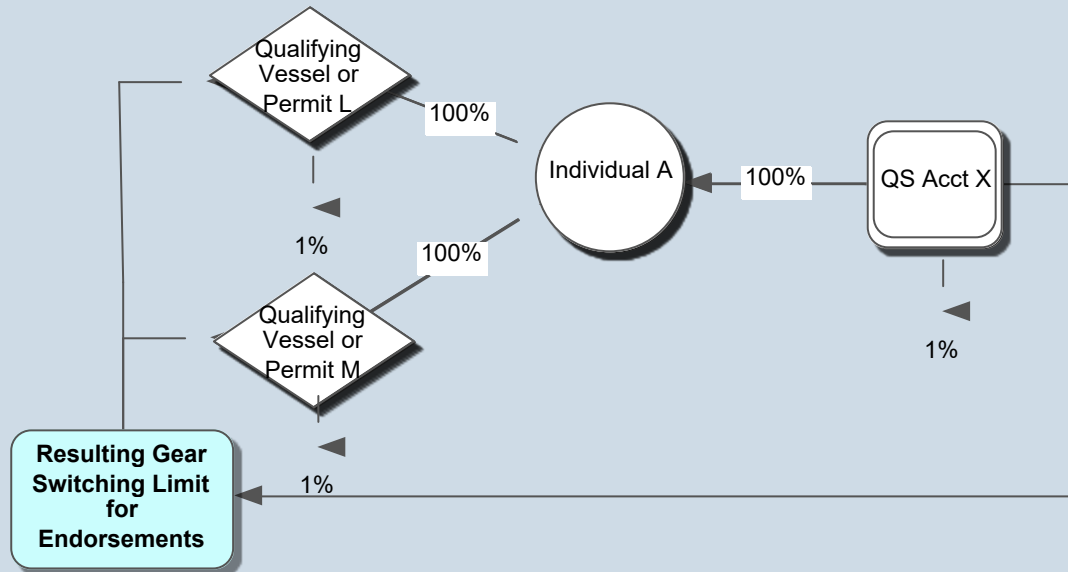 Qualifying
Vessel or
Permit L
100%
Individual A
100%
QS Acct X
1%
100%
Qualifying
Vessel or
Permit M
1%
1%
Resulting Gear
Switching Limit
for
Endorsements